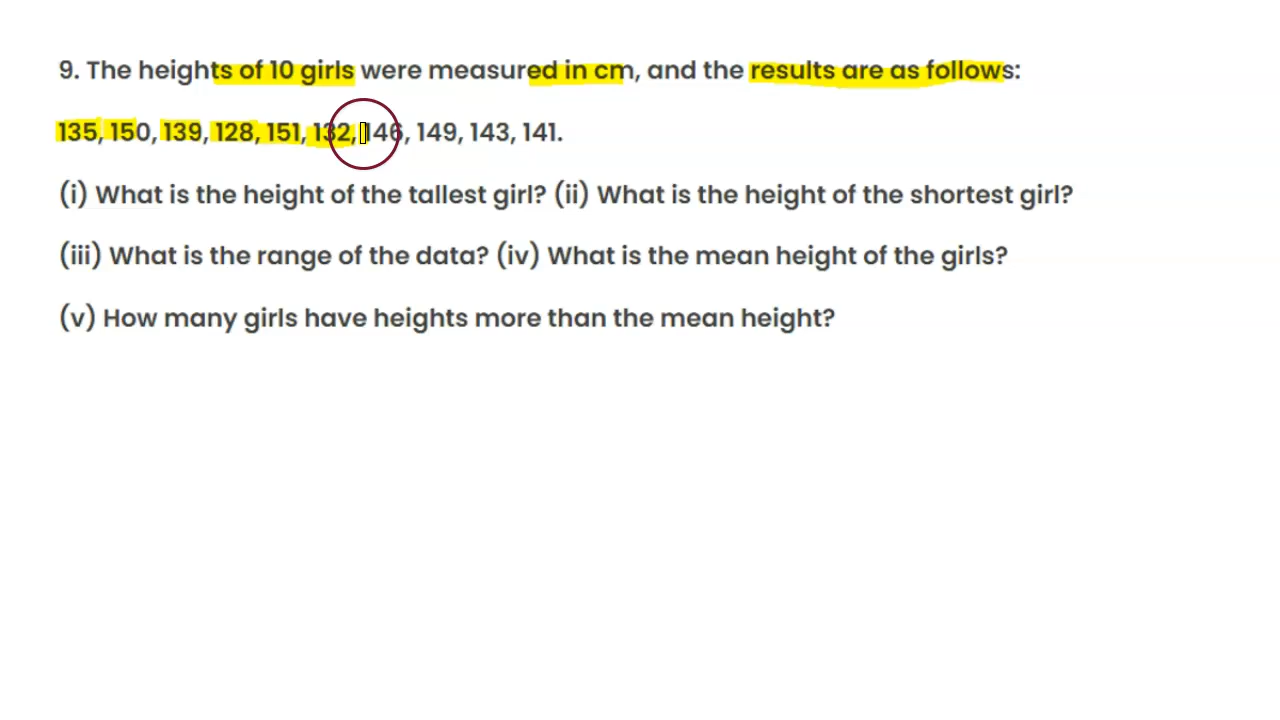 9. The heights of 10 girls were measured in cm, and the results are as follows:
135, 150, 139, 128, 151, 132, 146, 149, 143, 141.
(i) What is the height of the tallest girl? (ii) What is the height of the shortest girl?
(iii) What is the range of the data? (iv) What is the mean height of the girls?
(v) How many girls have heights more than the mean height?